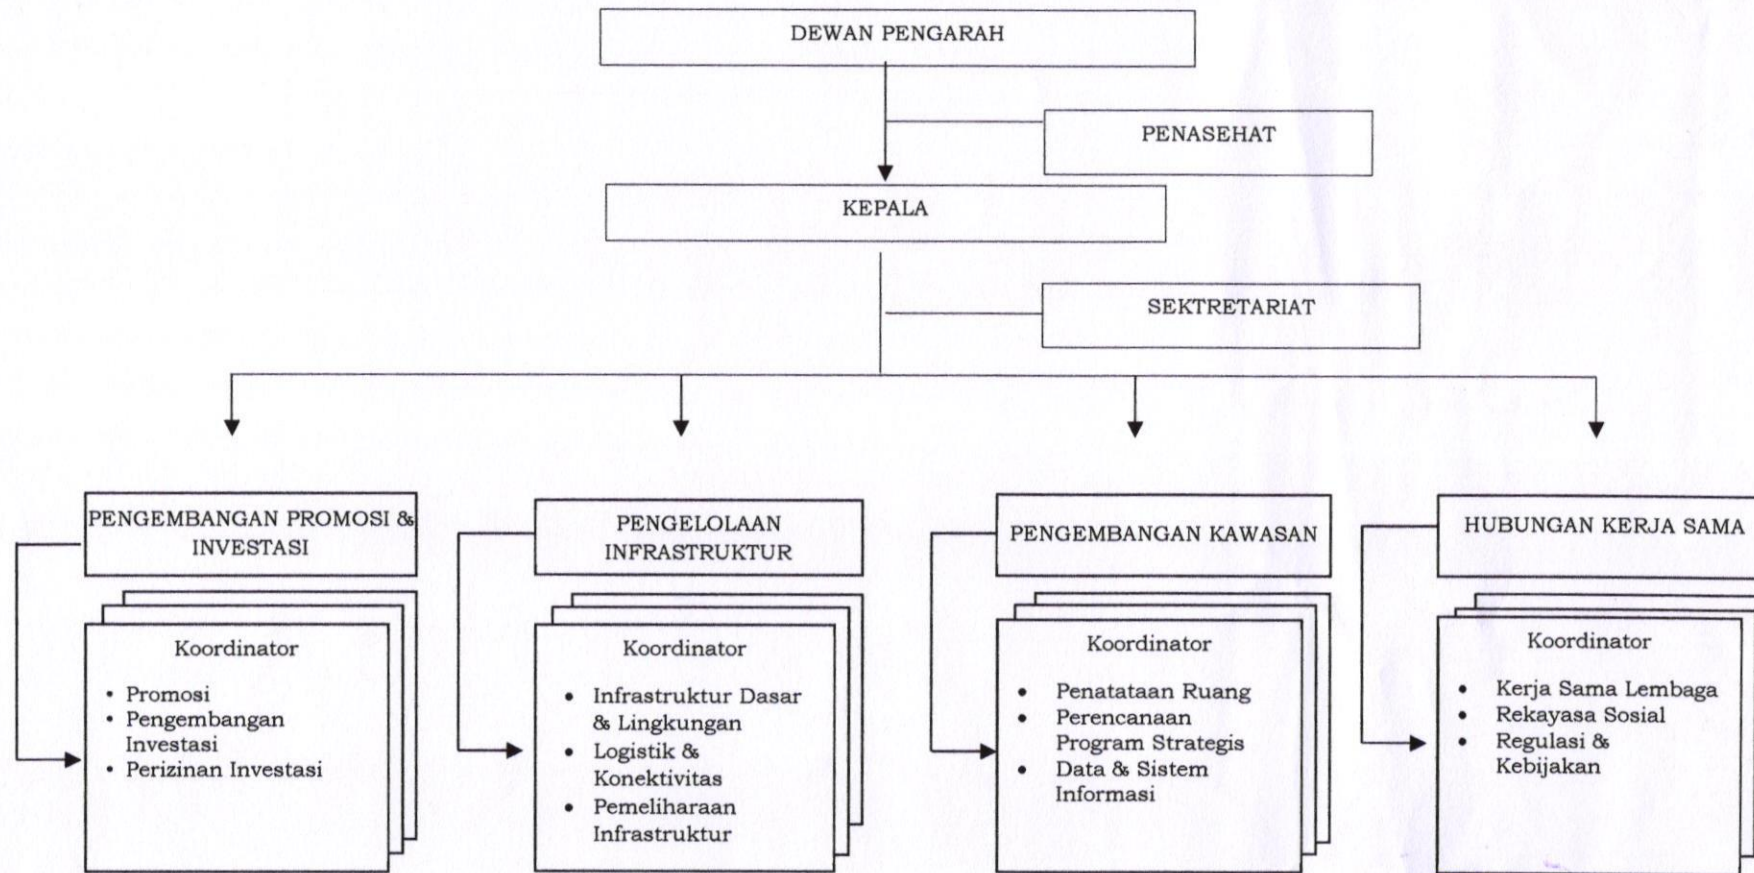 DEWAN PENGARAH
PENASEHAT
KEPALA
SEKTRETARIAT
PENGEMBANGAN PROMOSI &
INVESTASI
Koordinator
• Promosi
• Pengembangan
Investasi
• Perizinan Investasi
PENGELOLAAN
INFRASTRUKTUR
Koordinator
• Infrastruktur Dasar
& Lingkungan
• Logistik &
Konektivitas
• Pemeliharaan
Infrastruktur
PENGEMBANGAN KAWASAN
Koordinator
• Penatataan Ruang
• Perencanaan
Program Strategis
• Data & Sistem
Informasi
HUBUNGAN KERJA SAMA
Koordinator
• Kerja Sama Lembaga
• Rekayasa Sosial
• Regulasi &
Kebijakan